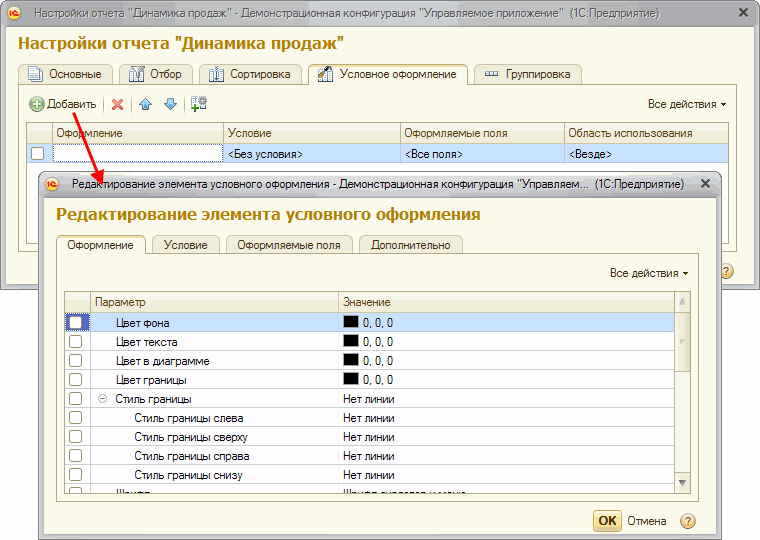 Настройки отчета "Динамика продаж" - Демонстрационная конфигурация "Управляемое приложение" (1С:Предприятие)
Настройки отчета "Динамика продаж"
Основные Отбор Сортировка Условное оформление Группировка
Добавить Все действия
Оформление Условие Оформляемые поля Область использования
<Без условия> <Все поля> <Везде>
Редактирование элемента условного оформления - Демонстрационная конфигурация "Управляем... (1С:Предприятие)
Редактирование элемента условного оформления
Оформление Условие Оформляемые поля Дополнительно
Все действия
Параметр Значение
Цвет фона 0, 0, 0
Цвет текста 0, 0, 0
Цвет в диаграмме 0, 0, 0
Цвет границы 0, 0, 0
Стиль границы Нет линии
Стиль границы слева Нет линии
Стиль границы сверху Нет линии
Стиль границы справа Нет линии
Стиль границы снизу Нет линии
OK Отмена ?